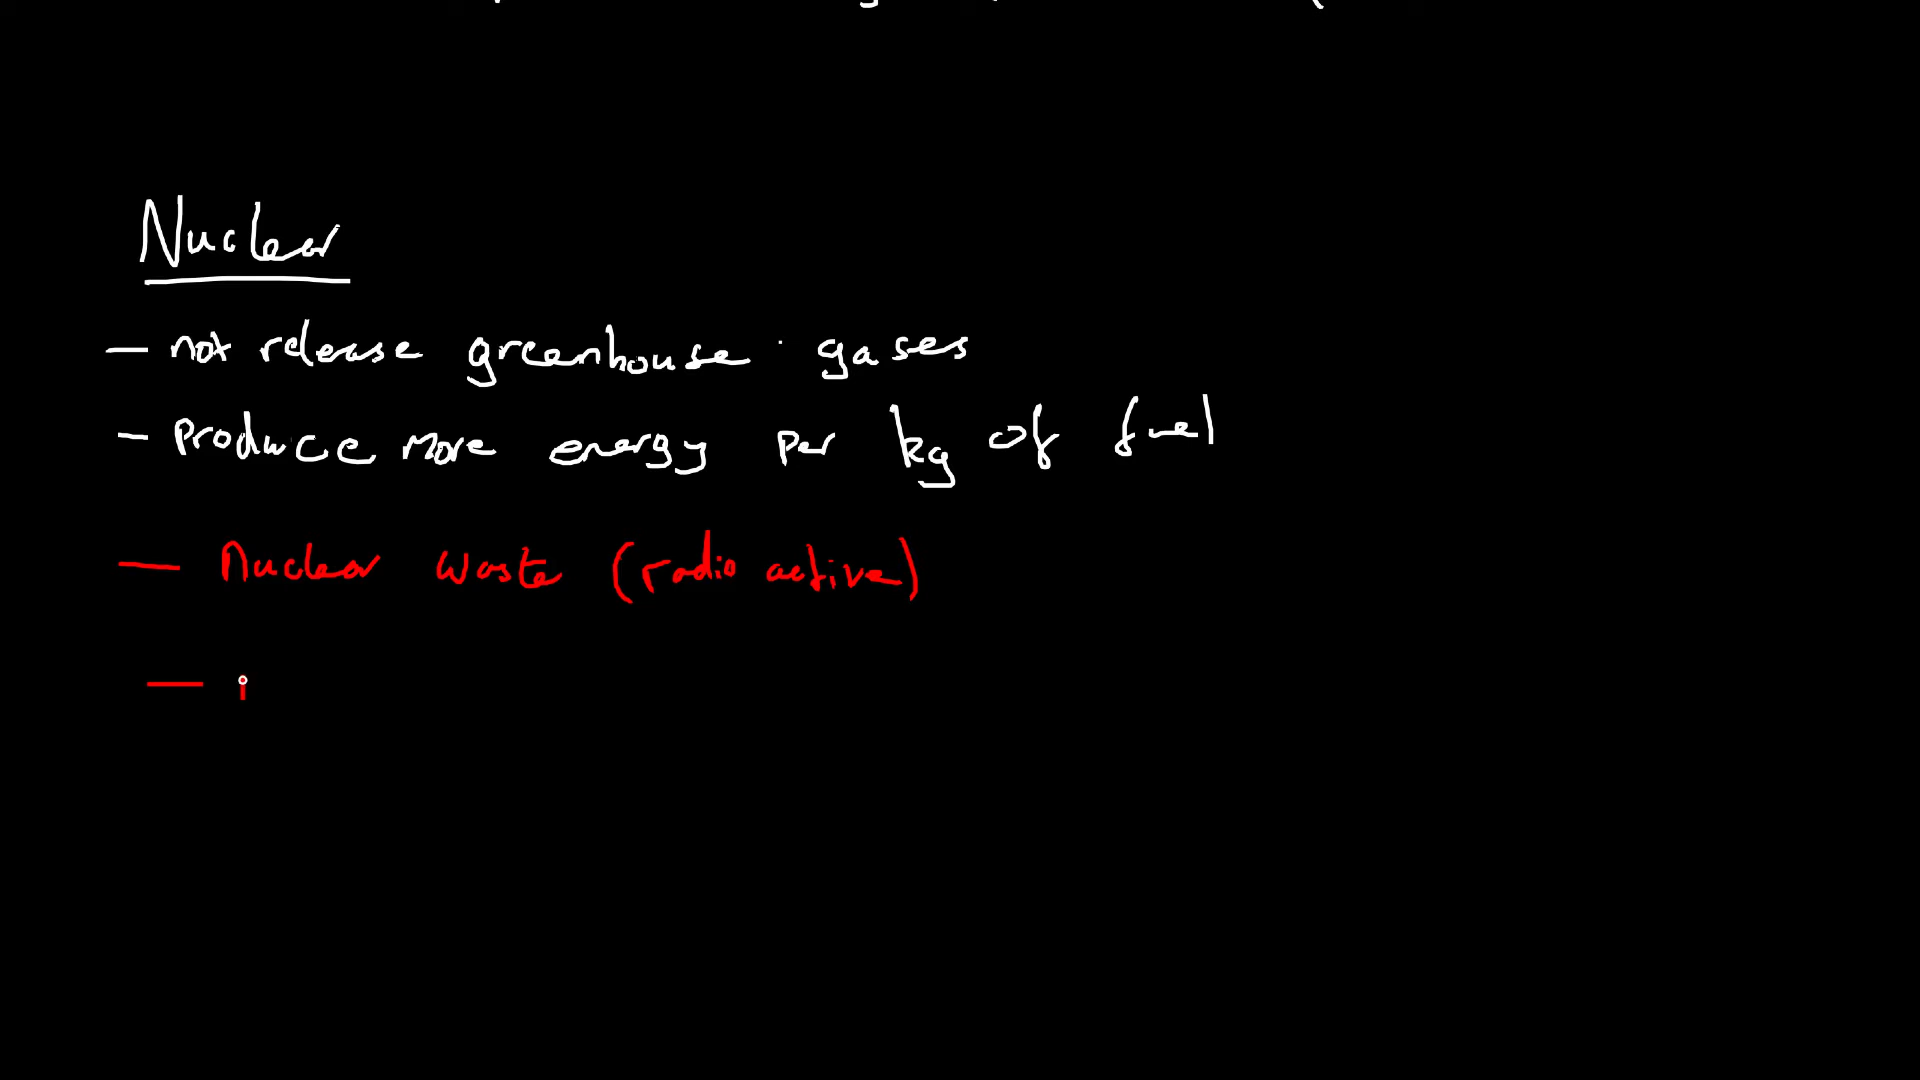 Nuclear
— not release greenhouse gases
— produce more energy per kg of fuel
— Nuclear waste (radio active)
—